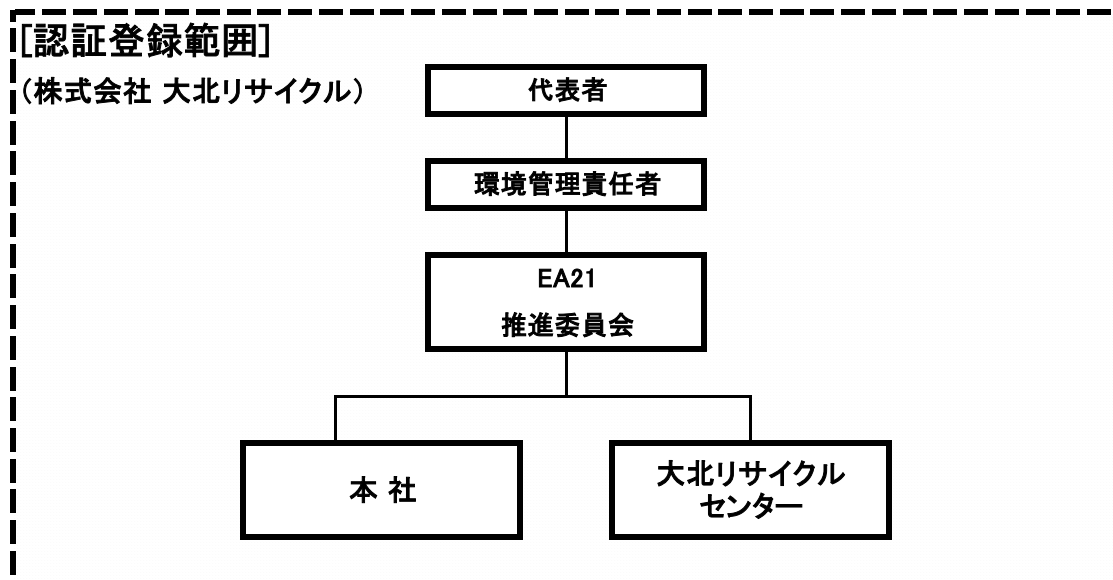 [認証登録範囲]
（株式会社 大北リサイクル）
代表者
環境管理責任者
EA21
推進委員会
本 社
大北リサイクル
センター